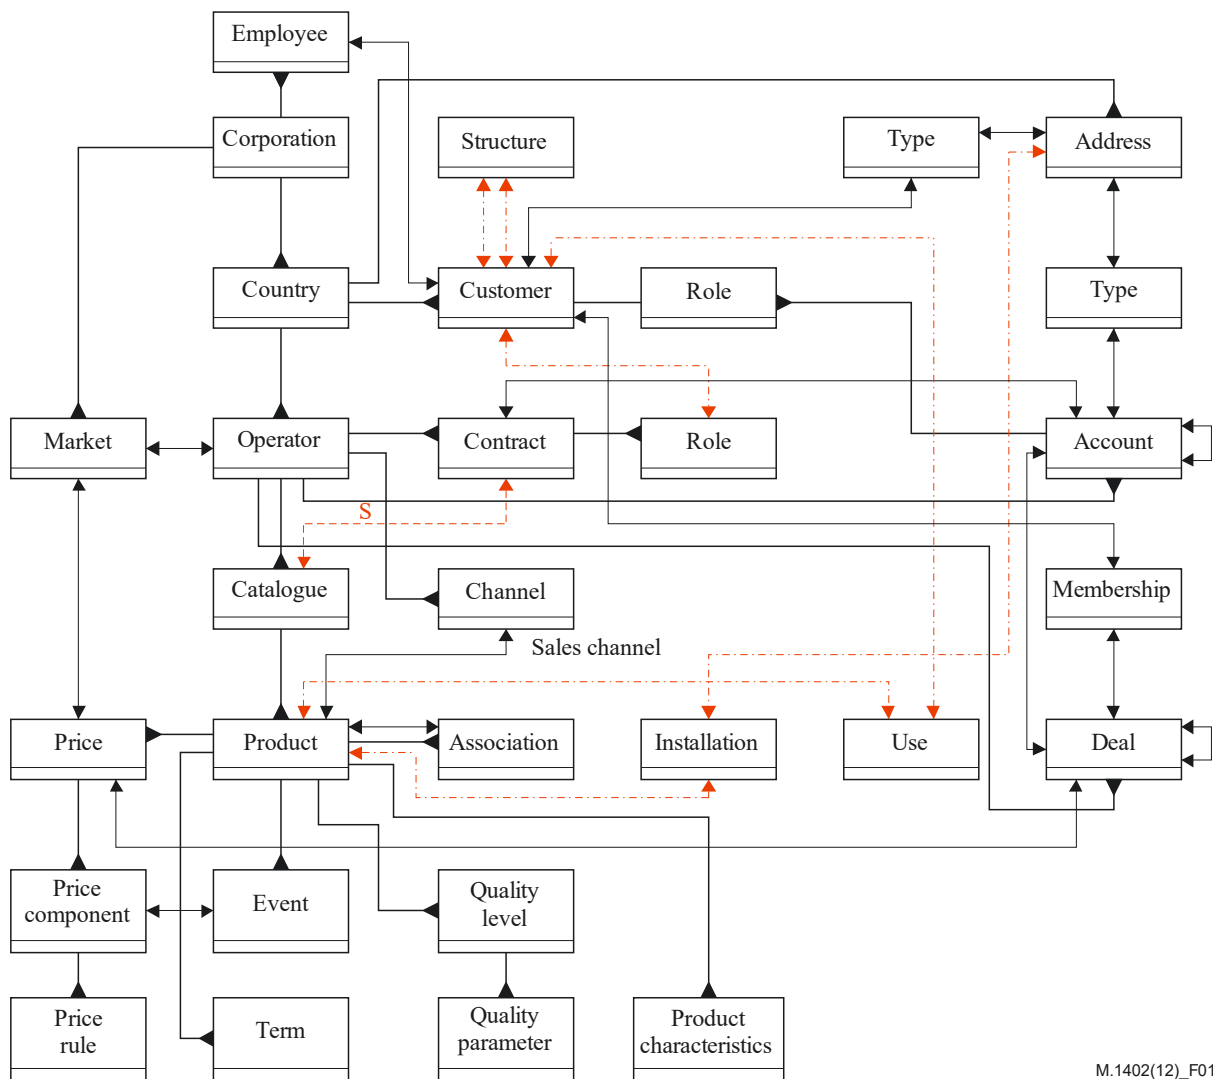 Employee
Corporation
Structure
Type
Address
Country
Customer
Role
Type
Market
Operator
Contract
Role
Account
S
Catalogue
Channel
Membership
Sales channel
Price
Product
Association
Installation
Use
Deal
Price
component
Event
Quality
level
Price
rule
Term
Quality
parameter
Product
characteristics
M.1402(12)_F01